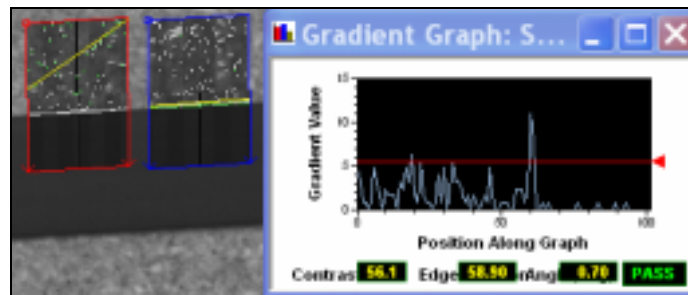 Gradient Graph: S...
15
10
5
0
Gradient Value
0 50 100
Position Along Graph
Contras 56.1 Edge 58.90 nAng 0.70 PASS